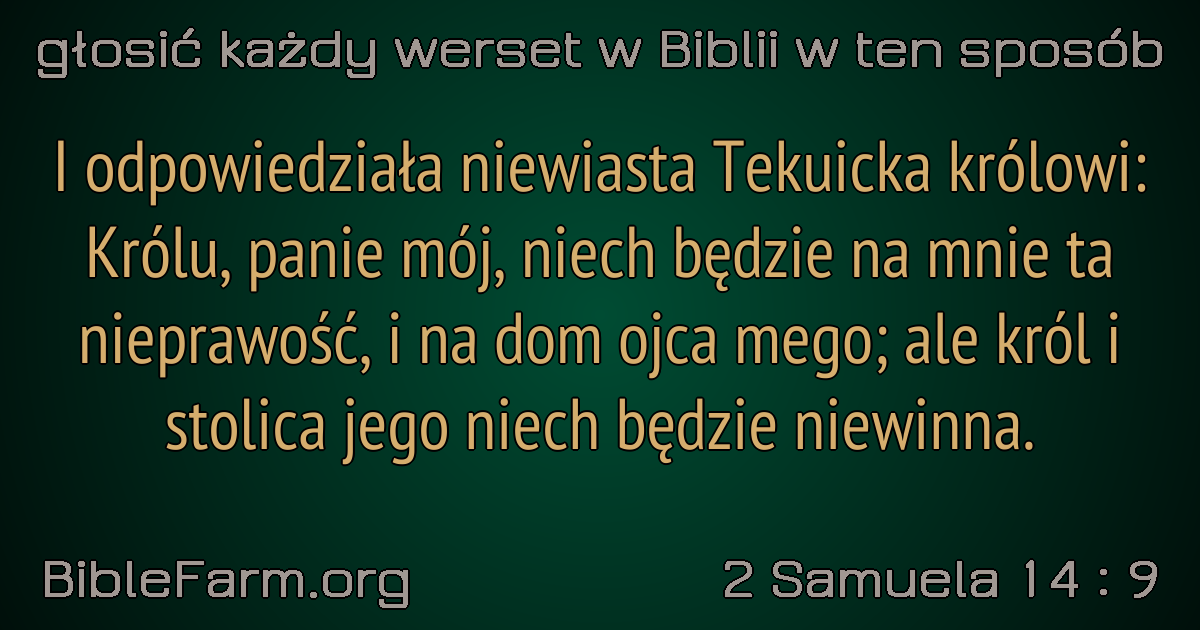 głosić każdy werset w Biblii w ten sposób
I odpowiedziała niewiasta Tekuicka królowi:
Królu, panie mój, niech będzie na mnie ta
nieprawość, i na dom ojca mego; ale król i
stolica jego niech będzie niewinna.
BibleFarm.org
2 Samuela 14 : 9